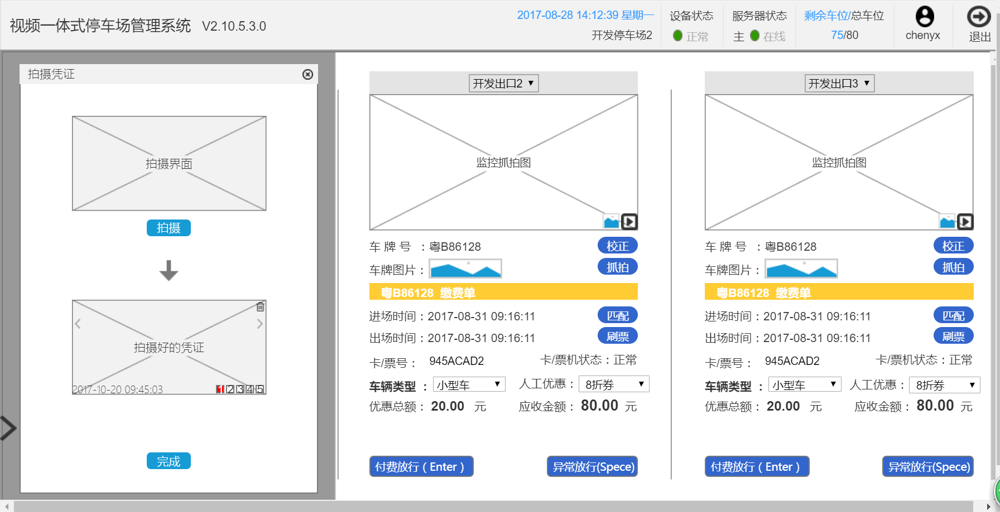 视频一体式停车场管理系统 V2.10.5.3.0
2017-08-28 14:12:39 星期一
开发停车场2
设备状态
正常
服务器状态
主 在线
剩余车位/总车位
75/80
chenyx
退出
拍摄凭证
拍摄界面
拍摄
拍摄好的凭证
2017-10-20 09:45:03
1 2 3 4 5
完成
开发出口2
监控抓拍图
车 牌 号 ：粤B86128
校正
车牌图片：
抓拍
粤B86128 缴费单
进场时间：2017-08-31 09:16:11
匹配
出场时间：2017-08-31 09:16:11
刷票
卡/票号： 945ACAD2
卡/票机状态：正常
车辆类型 ： 小型车
人工优惠： 8折券
优惠总额： 20.00 元
应收金额： 80.00 元
付费放行（Enter）
异常放行(Spece)
开发出口3
监控抓拍图
车 牌 号 ：粤B86128
校正
车牌图片：
抓拍
粤B86128 缴费单
进场时间：2017-08-31 09:16:11
匹配
出场时间：2017-08-31 09:16:11
刷票
卡/票号： 945ACAD2
卡/票机状态：正常
车辆类型 ： 小型车
人工优惠： 8折券
优惠总额： 20.00 元
应收金额： 80.00 元
付费放行（Enter）
异常放行(Spece)